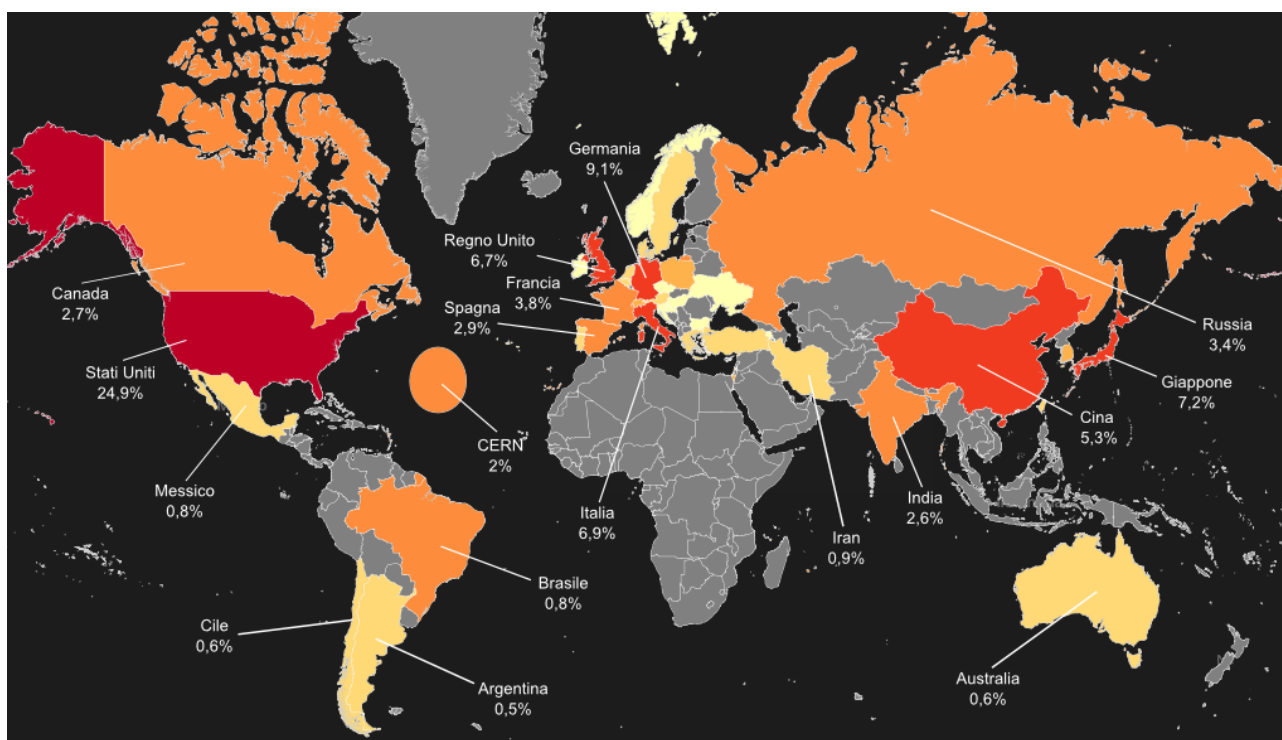 Germania
9,1%
Regno Unito
6,7%
Francia
3,8%
Spagna
2,9%
Canada
2,7%
Stati Uniti
24,9%
Russia
3,4%
Giappone
7,2%
Cina
5,3%
CERN
2%
Messico
0,8%
Italia
6,9%
India
2,6%
Iran
0,9%
Brasile
0,8%
Cile
0,6%
Argentina
0,5%
Australia
0,6%